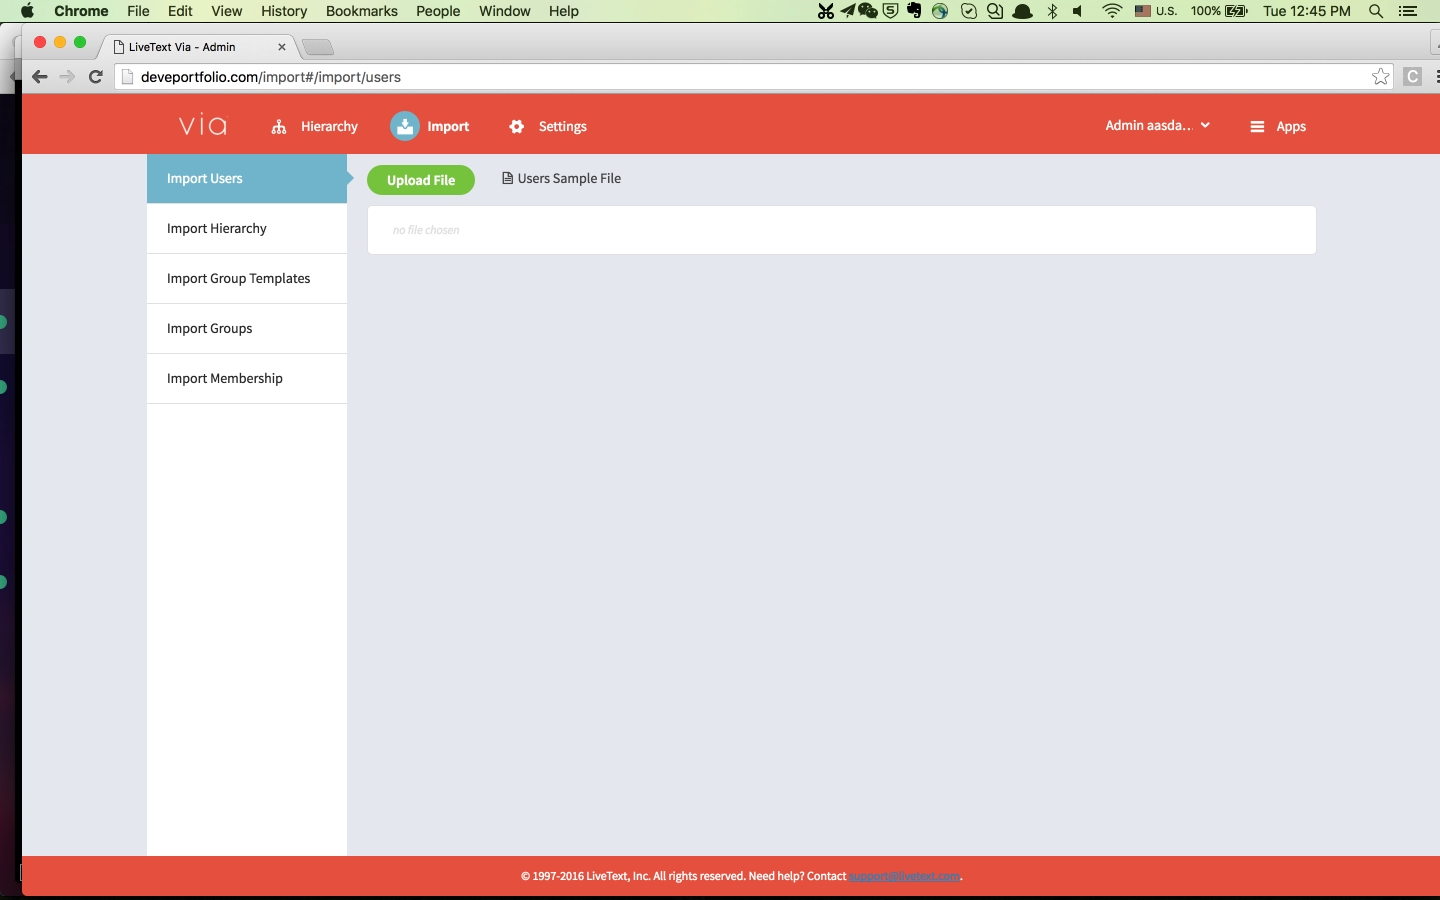 Chrome File Edit View History Bookmarks People Window Help U.S. 100% Tue 12:45 PM
LiveText Via - Admin
deveportfolio.com/import#/import/users
C
via Hierarchy Import Settings Admin aasda... Apps
Import Users
Upload File Users Sample File
Import Hierarchy
no file chosen
Import Group Templates
Import Groups
Import Membership
© 1997-2016 LiveText, Inc. All rights reserved. Need help? Contact support@livetext.com.